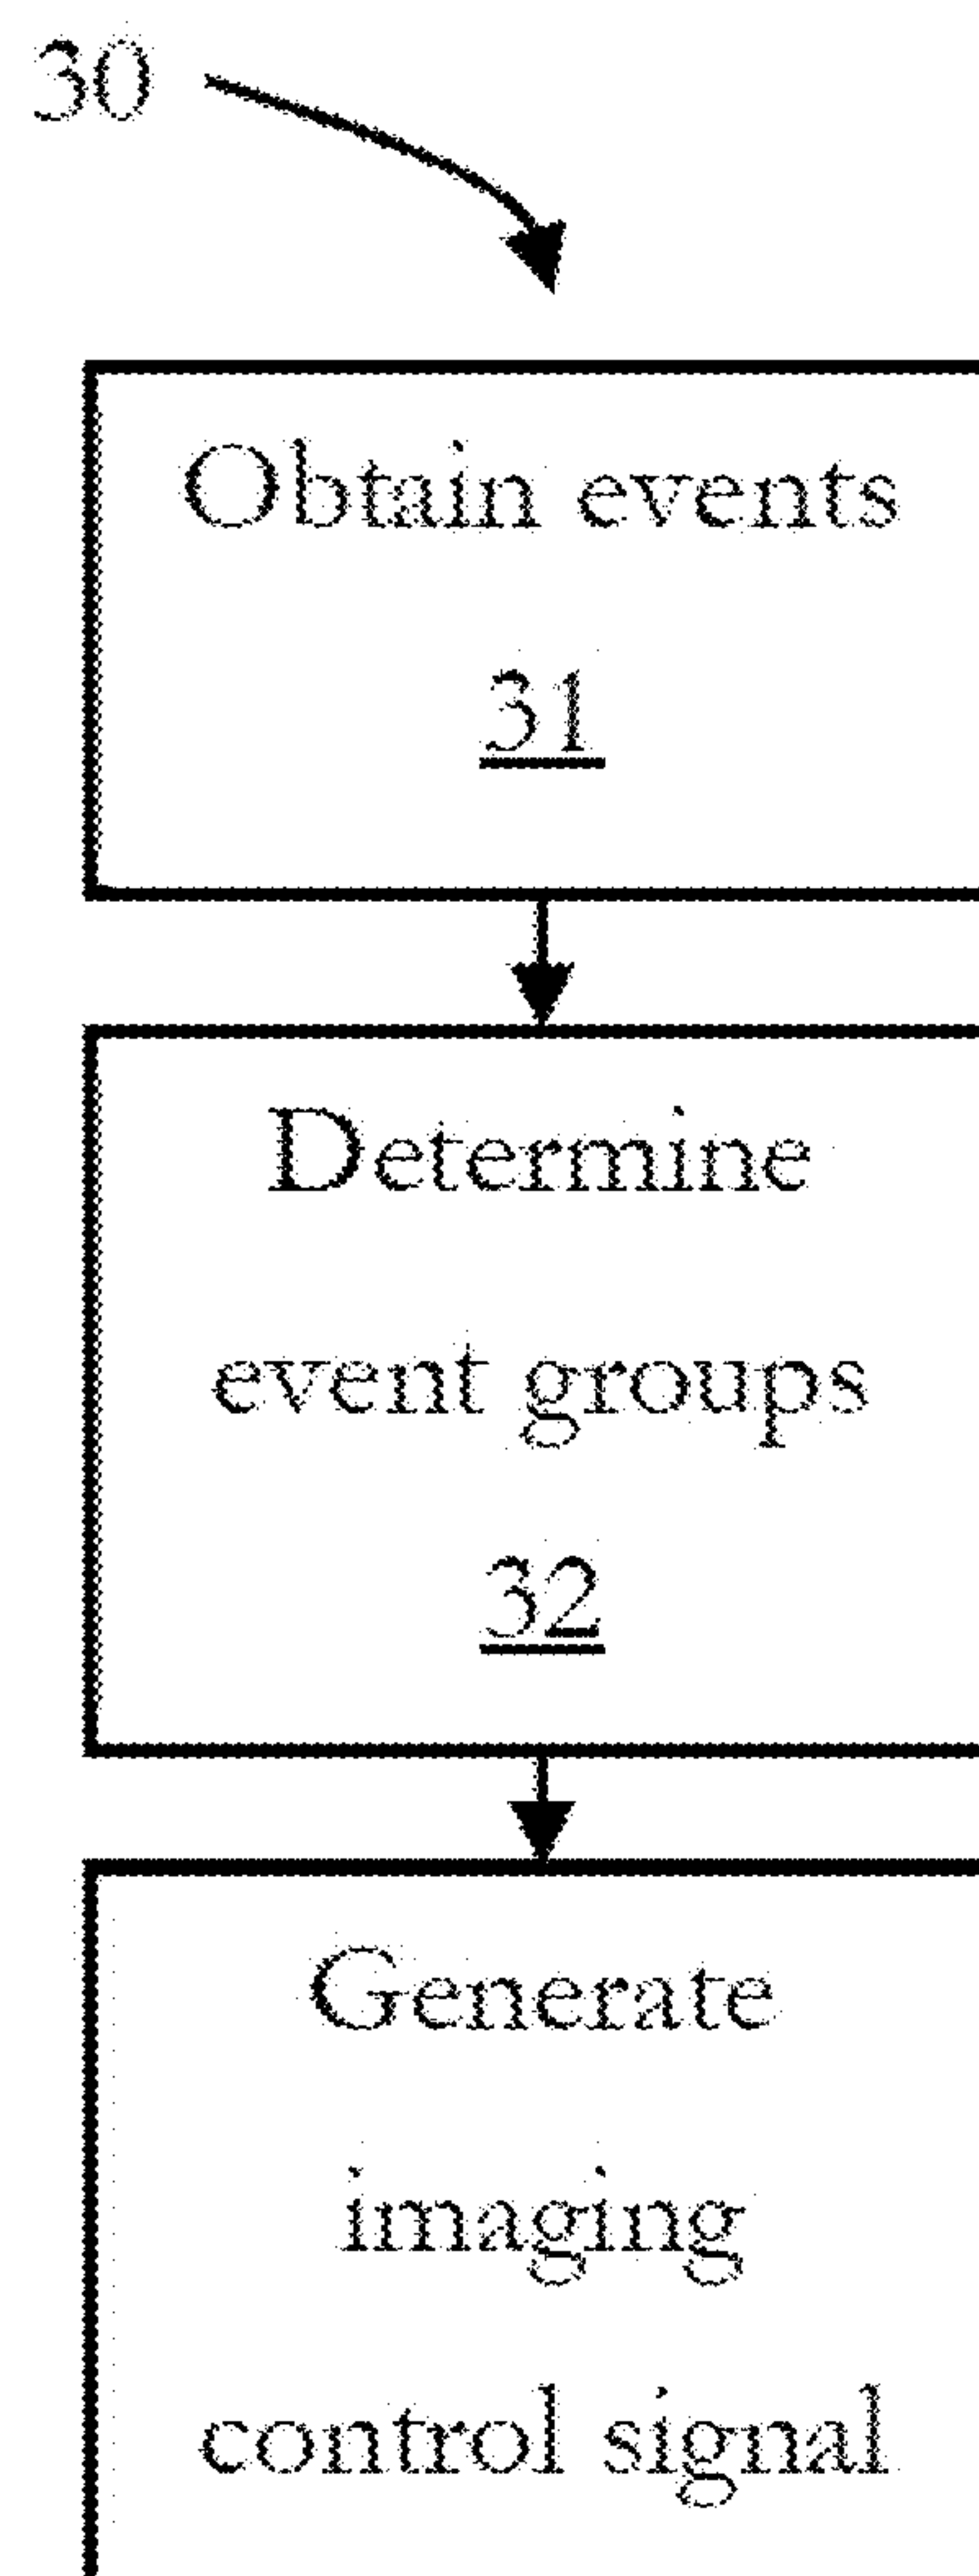 30
Obtain events
31
Determine
event groups
32
Generate
imaging
control signal